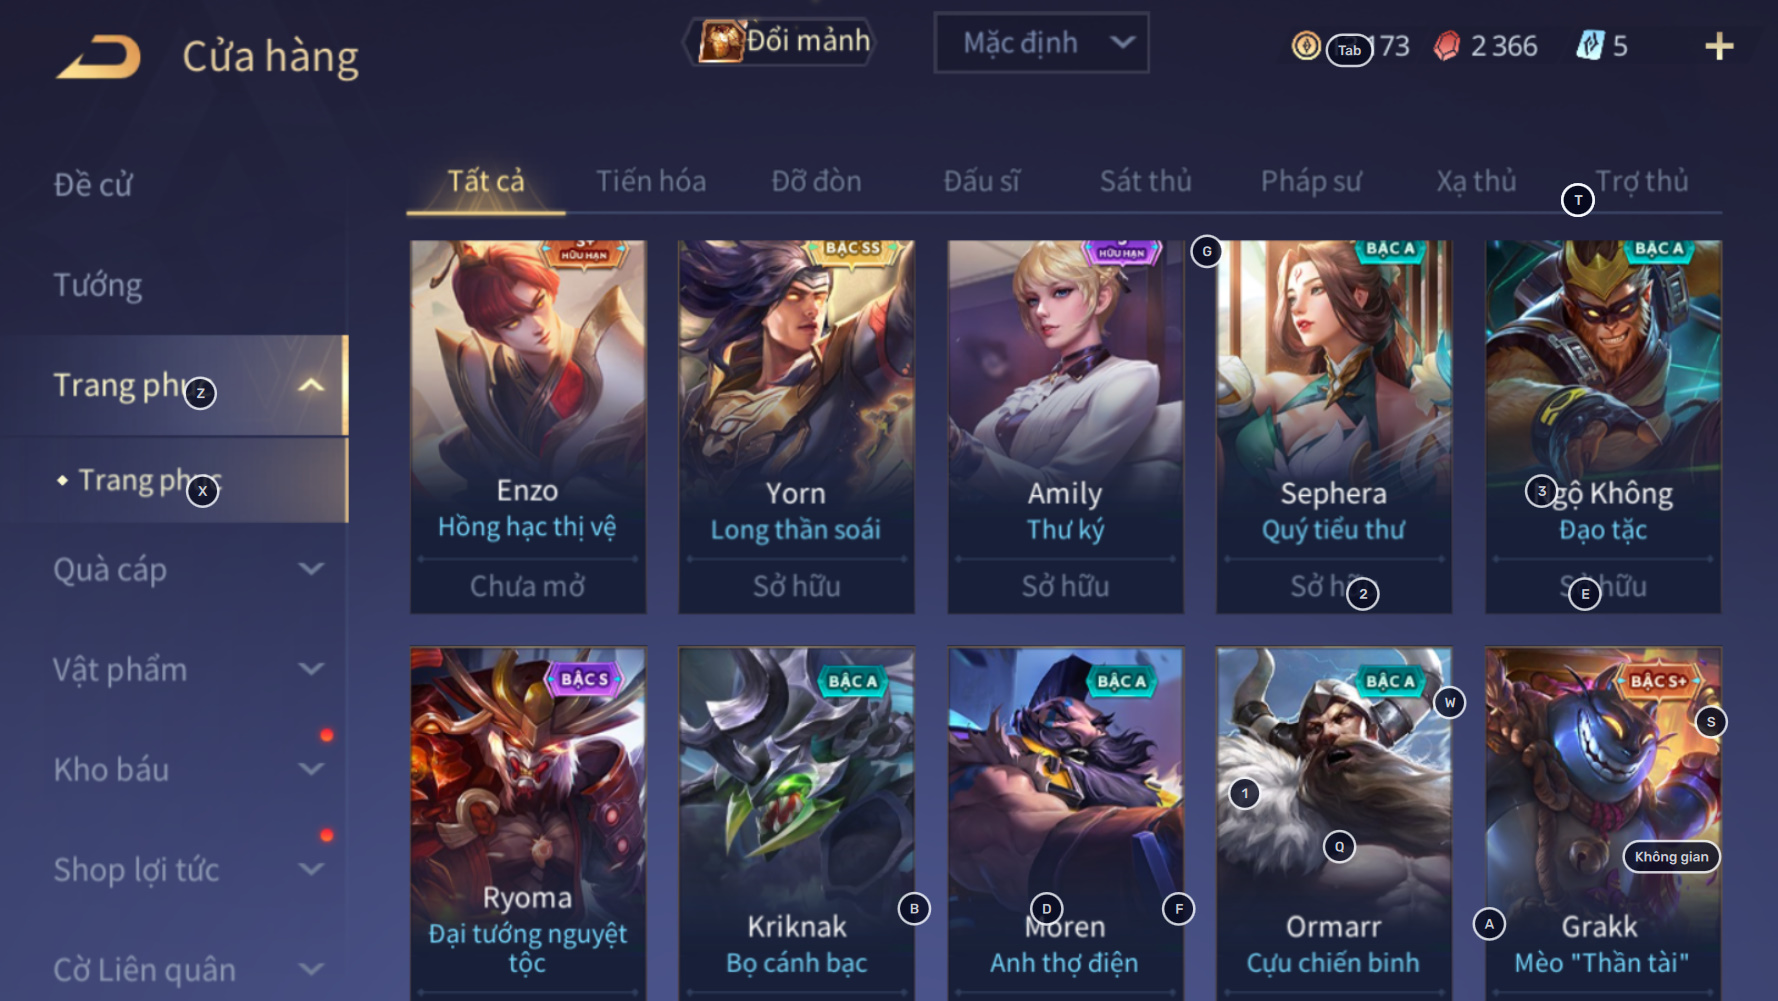 Cửa hàng
Đổi mảnh
Mặc định
Tab
173
2 366
5
Đề cử
Tướng
Trang phục
Z
Trang phục
X
Quà cáp
Vật phẩm
Kho báu
Shop lợi tức
Cờ Liên quân
Tất cả
Tiến hóa
Đỡ đòn
Đấu sĩ
Sát thủ
Pháp sư
Xạ thủ
Trợ thủ
T
G
S+
HỮU HẠN
Enzo
Hồng hạc thị vệ
Chưa mở
BẬC SS
Yorn
Long thần soái
Sở hữu
HỮU HẠN
Amily
Thư ký
Sở hữu
BẬC A
Sephera
Quý tiểu thư
Sở hữu
2
BẬC A
3
Ngộ Không
Đạo tặc
Sở hữu
E
BẬC S
Ryoma
Đại tướng nguyệt
tộc
BẬC A
Kriknak
Bọ cánh bạc
B
BẬC A
D
Moren
Anh thợ điện
F
BẬC A
W
1
Q
Ormarr
Cựu chiến binh
BẬC S+
S
Không gian
A
Grakk
Mèo "Thần tài"